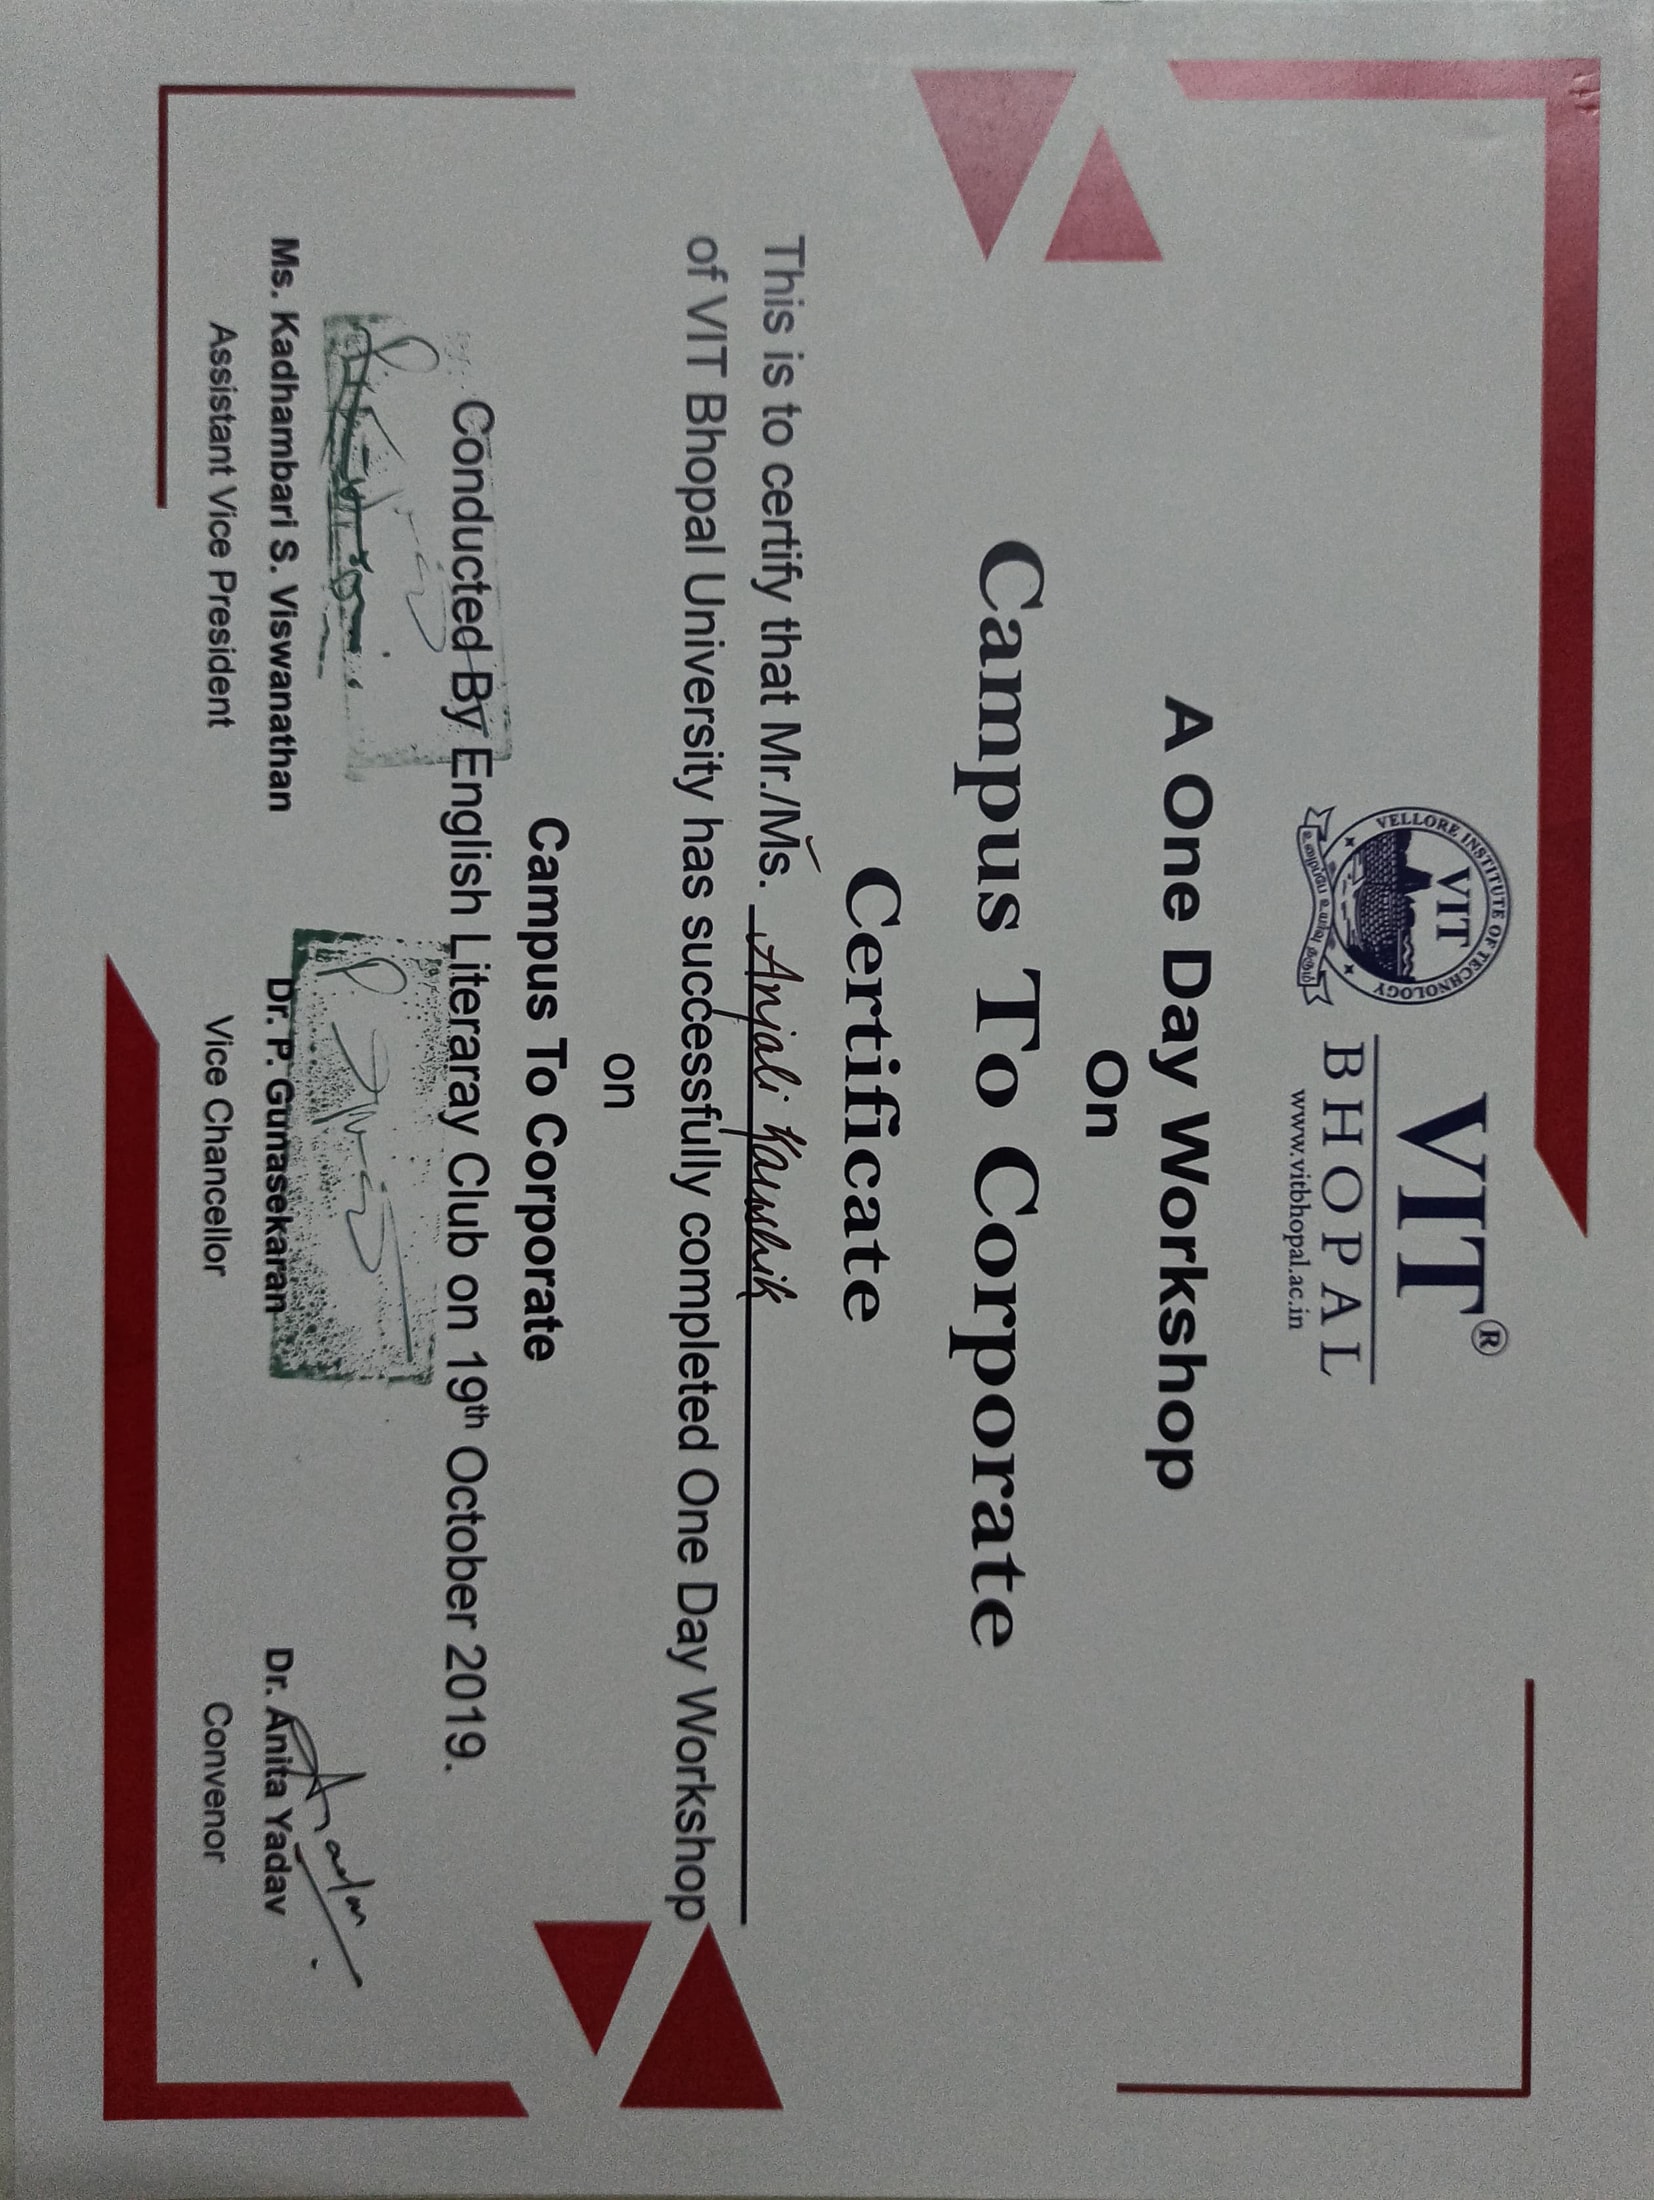 VELLORE INSTITUTE OF TECHNOLOGY
VIT
உழைப்பே உயர்வு தரும்
VIT®
BHOPAL
www.vitbhopal.ac.in
A One Day Workshop
On
Campus To Corporate
Certificate
This is to certify that Mr./Ms. Anjali Kaushik
of VIT Bhopal University has successfully completed One Day Workshop
on
Campus To Corporate
Conducted By English Literaray Club on 19th October 2019.
Ms. Kadhambari S. Viswanathan
Assistant Vice President
Dr. P. Gunasekaran
Vice Chancellor
Dr. Anita Yadav
Convenor